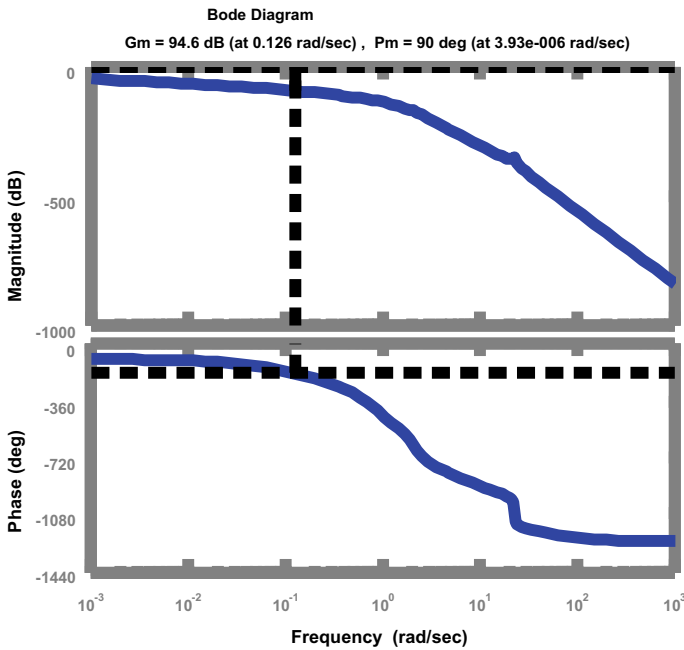 Bode Diagram
Gm = 94.6 dB (at 0.126 rad/sec) , Pm = 90 deg (at 3.93e-006 rad/sec)
0
-500
-1000
Magnitude (dB)
0
-360
-720
-1080
-1440
Phase (deg)
10^-3 10^-2 10^-1 10^0 10^1 10^2 10^3
Frequency (rad/sec)